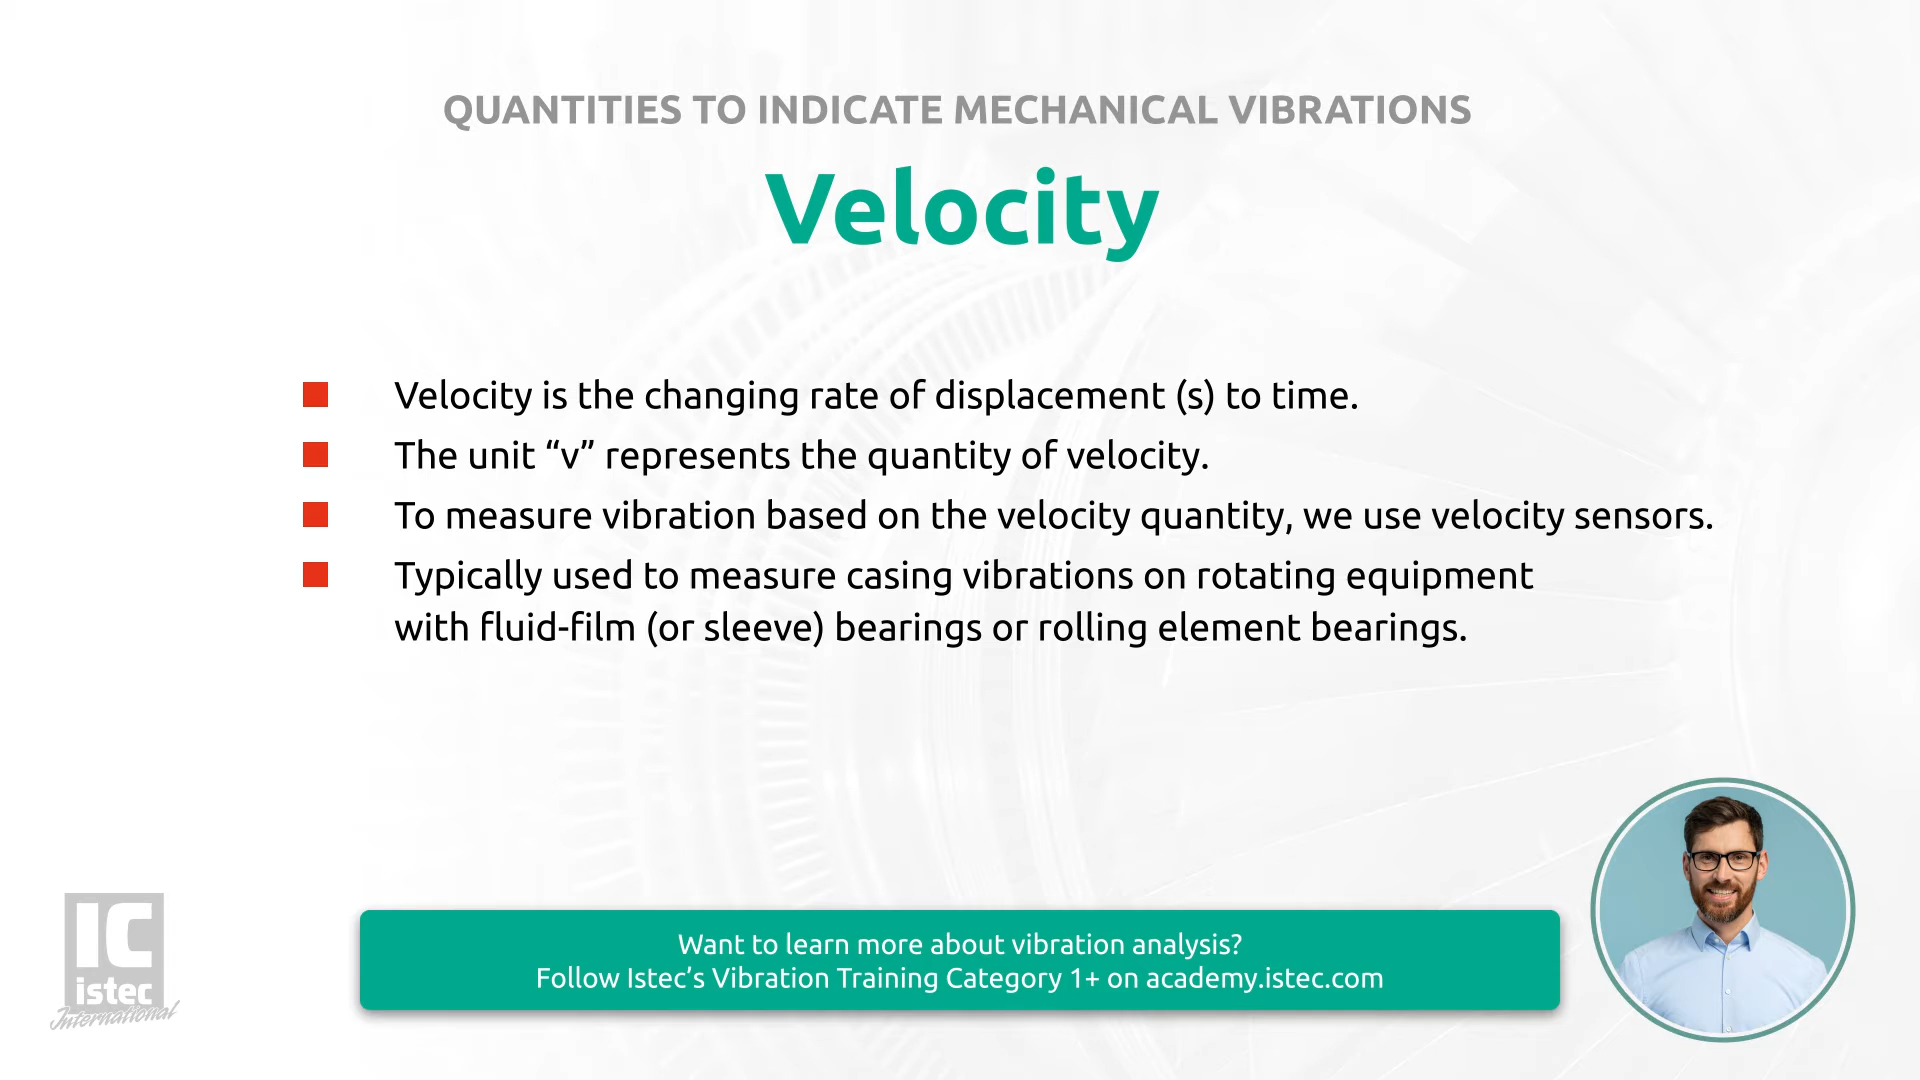 QUANTITIES TO INDICATE MECHANICAL VIBRATIONS
Velocity
Velocity is the changing rate of displacement (s) to time.
The unit “v” represents the quantity of velocity.
To measure vibration based on the velocity quantity, we use velocity sensors.
Typically used to measure casing vibrations on rotating equipment
with fluid-film (or sleeve) bearings or rolling element bearings.
Want to learn more about vibration analysis?
Follow Istec’s Vibration Training Category 1+ on academy.istec.com
IC
istec
International